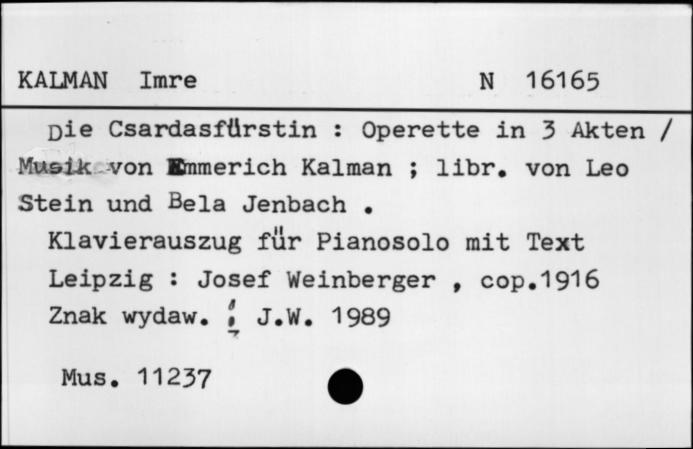 KALMAN Imre N 16165
Die Csardasfürstin : Operette in 3 Akten /
Musik von Emmerich Kalman ; libr. von Leo
Stein und Bela Jenbach .
Klavierauszug für Pianosolo mit Text
Leipzig : Josef Weinberger , cop.1916
Znak wydaw. : J.W. 1989
Mus. 11237